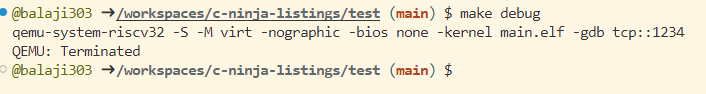 @balaji303 ➜/workspaces/c-ninja-listings/test (main) $ make debug
qemu-system-riscv32 -S -M virt -nographic -bios none -kernel main.elf -gdb tcp::1234
QEMU: Terminated
@balaji303 ➜/workspaces/c-ninja-listings/test (main) $